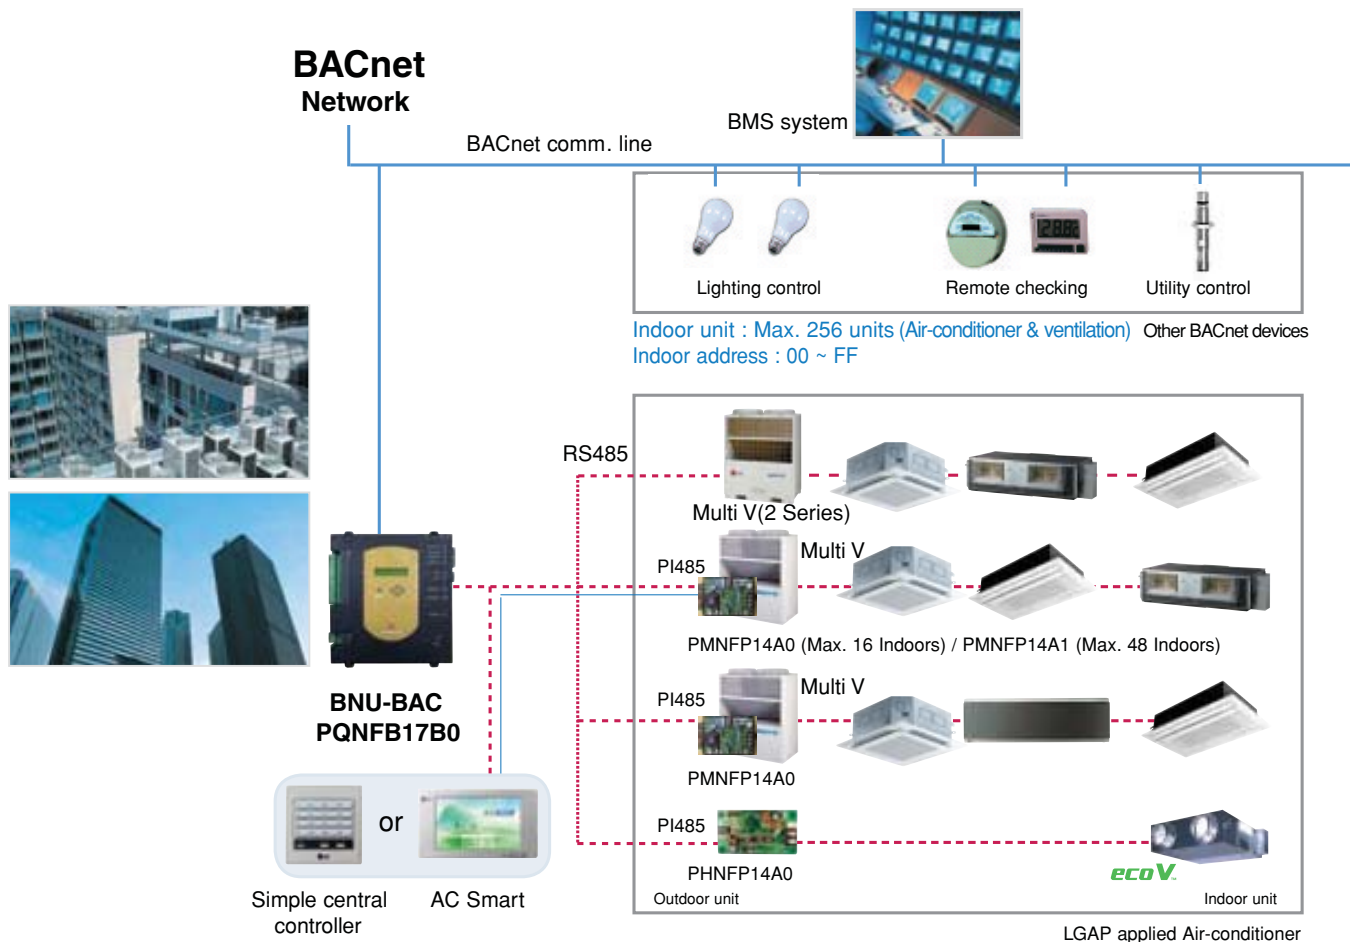 BACnet
Network
BMS system
BACnet comm. line
Lighting control
Remote checking
Utility control
Indoor unit : Max. 256 units (Air-conditioner & ventilation)
Other BACnet devices
Indoor address : 00 ~ FF
RS485
Multi V(2 Series)
PI485
Multi V
PMNFP14A0 (Max. 16 Indoors) / PMNFP14A1 (Max. 48 Indoors)
BNU-BAC
PQNFB17B0
PI485
Multi V
PMNFP14A0
or
PI485
PHNFP14A0
eco V
Simple central
controller
AC Smart
Outdoor unit
Indoor unit
LGAP applied Air-conditioner